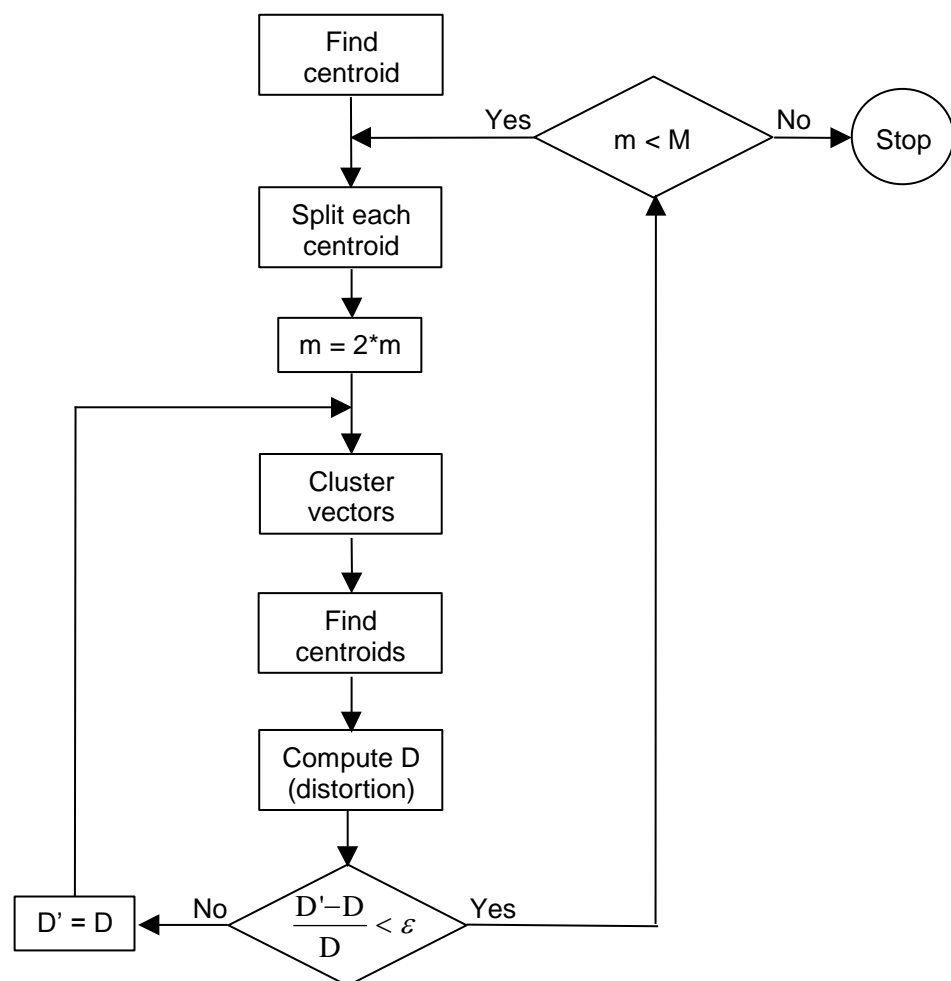 Find
centroid
Yes
m < M
No
Stop
Split each
centroid
m = 2*m
Cluster
vectors
Find
centroids
Compute D
(distortion)
D’ = D
No
D'−D
D
< ε
Yes